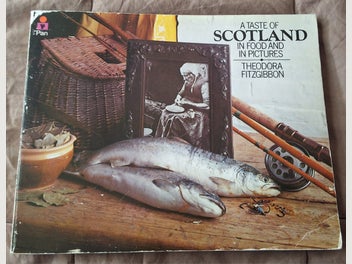 Pan
A TASTE OF
SCOTLAND
IN FOOD AND
IN PICTURES
THEODORA
FITZGIBBON